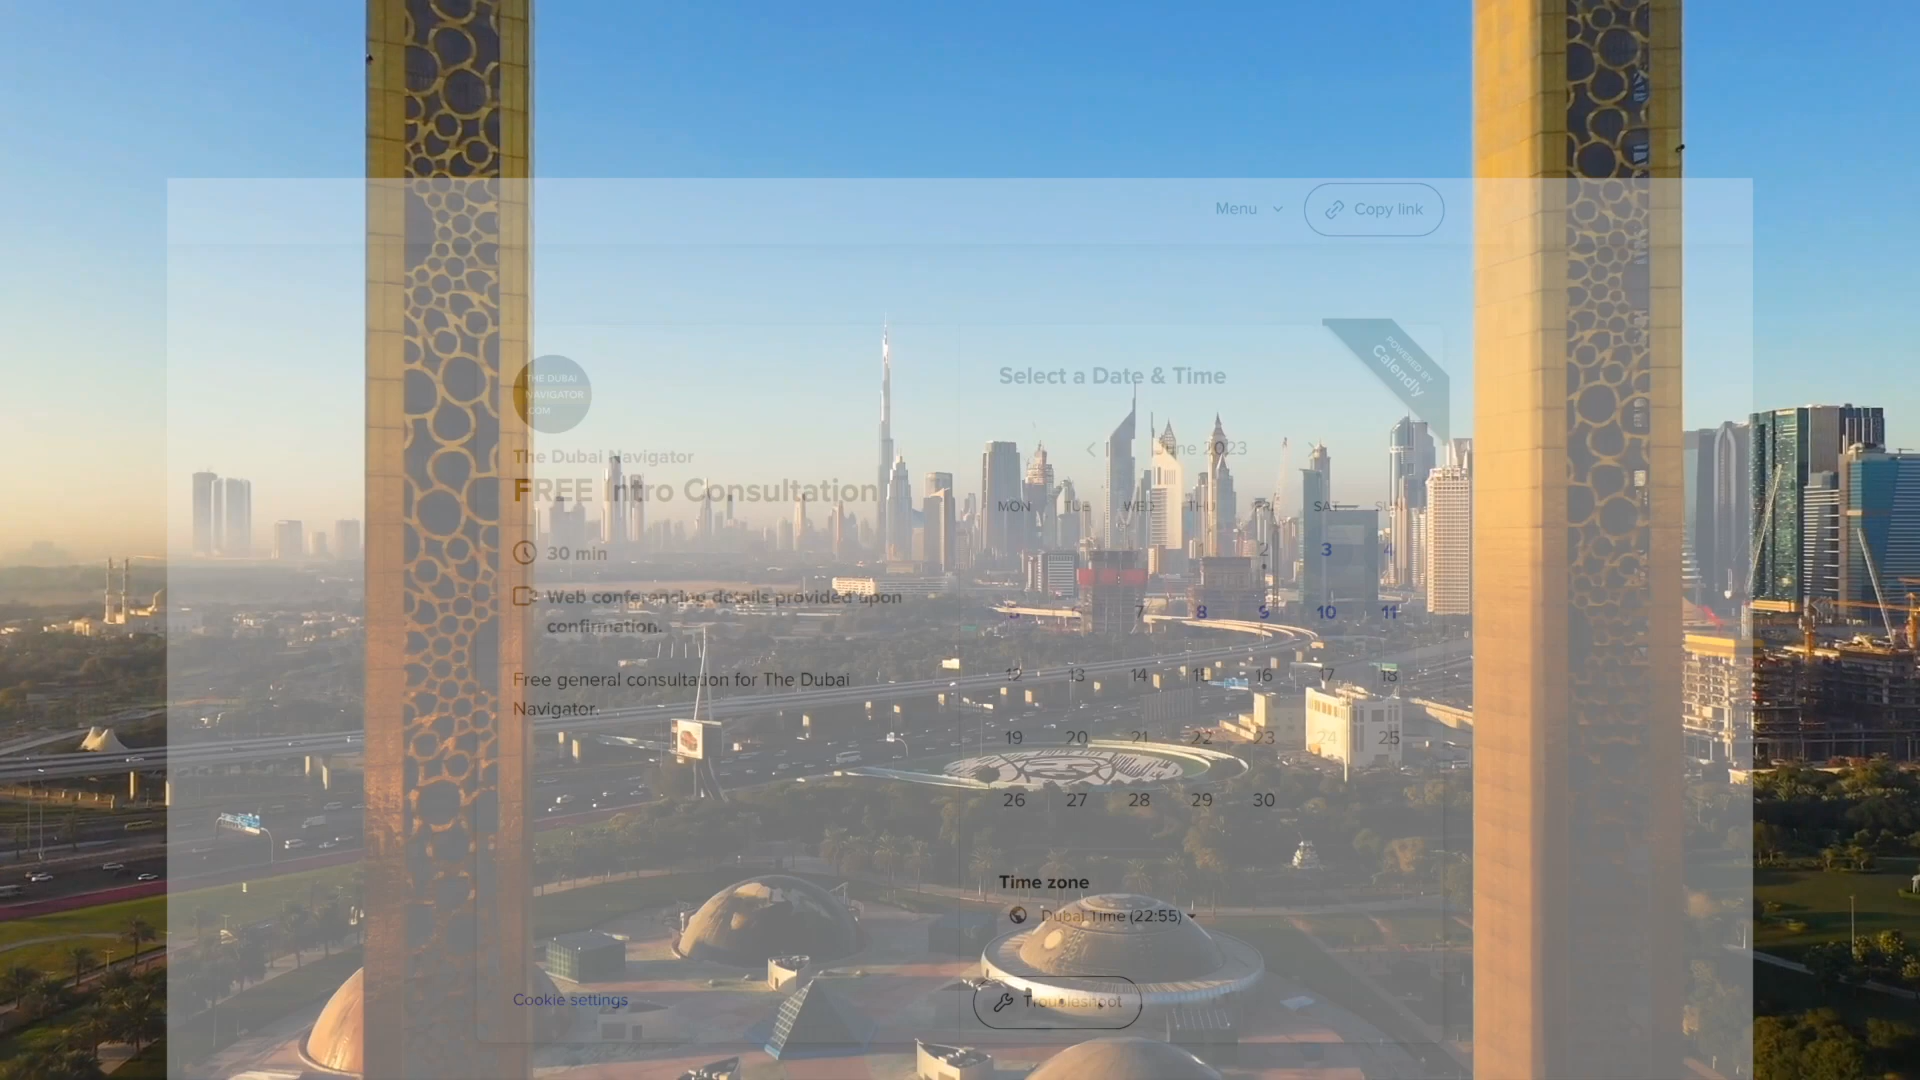 Menu
Copy link
POWERED BY
Calendly
THE DUBAI
NAVIGATOR
.COM
Select a Date & Time
The Dubai Navigator
June 2023
FREE Intro Consultation
MON TUE WED THU FRI SAT SUN
30 min
2 3 4
Web conferencing details provided upon
confirmation.
5 6 7 8 9 10 11
Free general consultation for The Dubai
Navigator.
12 13 14 15 16 17 18
19 20 21 22 23 24 25
26 27 28 29 30
Time zone
Dubai Time (22:55)
Cookie settings
Troubleshoot